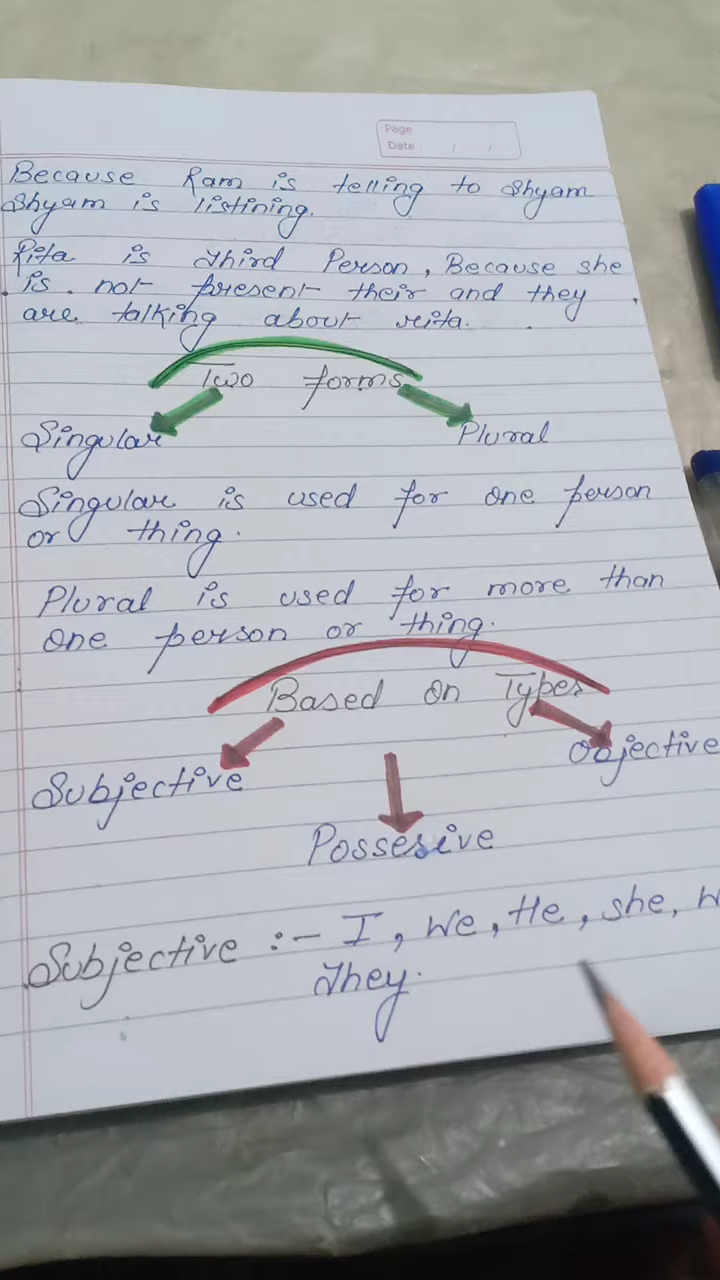 Page
Date : / /
Because Ram is telling to Shyam
Shyam is listining.
Rita is Third Person, Because she
is not present their and they
are talking about rita.
Two forms
Singular Plural
Singular is used for one person
or thing.
Plural is used for more than
one person or thing.
Based on Types
Subjective Objective
Possesive
Subjective :- I, We, He, she,
They.